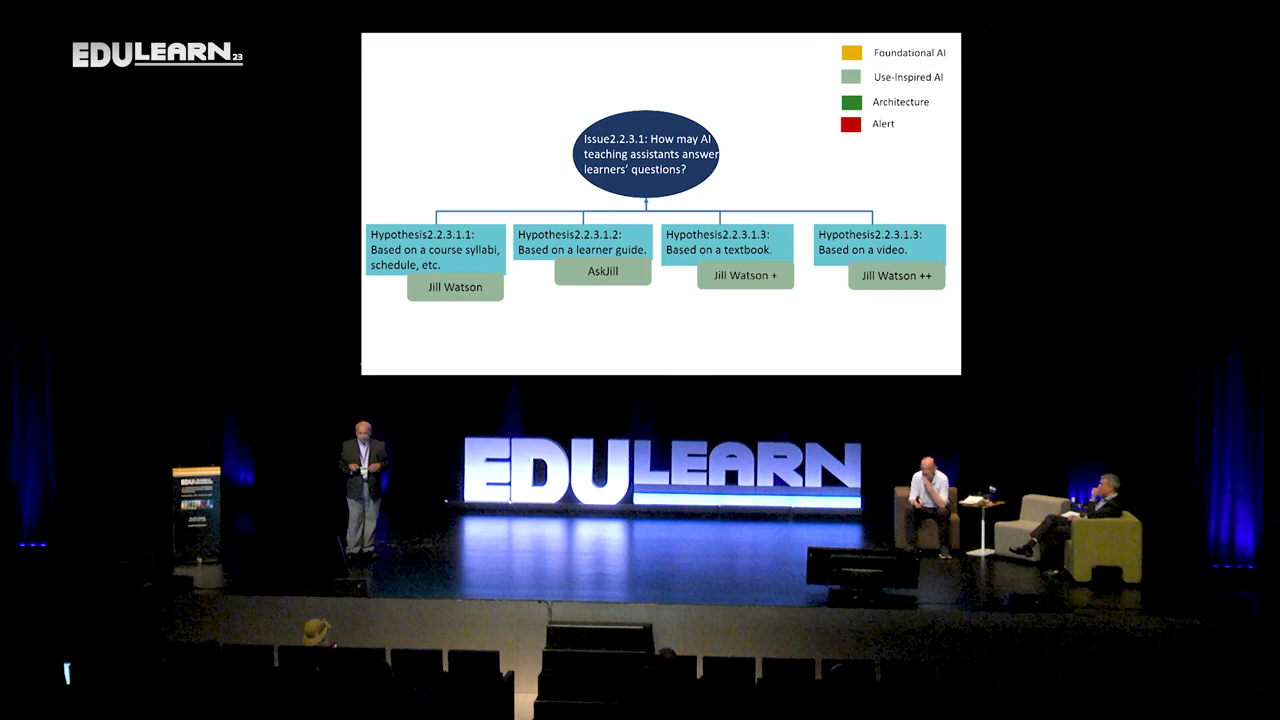 EDULEARN 23
Foundational AI
Use-Inspired AI
Architecture
Alert
Issue2.2.3.1: How may AI
teaching assistants answer
learners' questions?
Hypothesis2.2.3.1.1:
Based on a course syllabi,
schedule, etc.
Jill Watson
Hypothesis2.2.3.1.2:
Based on a learner guide.
AskJill
Hypothesis2.2.3.1.3:
Based on a textbook.
Jill Watson +
Hypothesis2.2.3.1.3:
Based on a video.
Jill Watson ++
EDULEARN